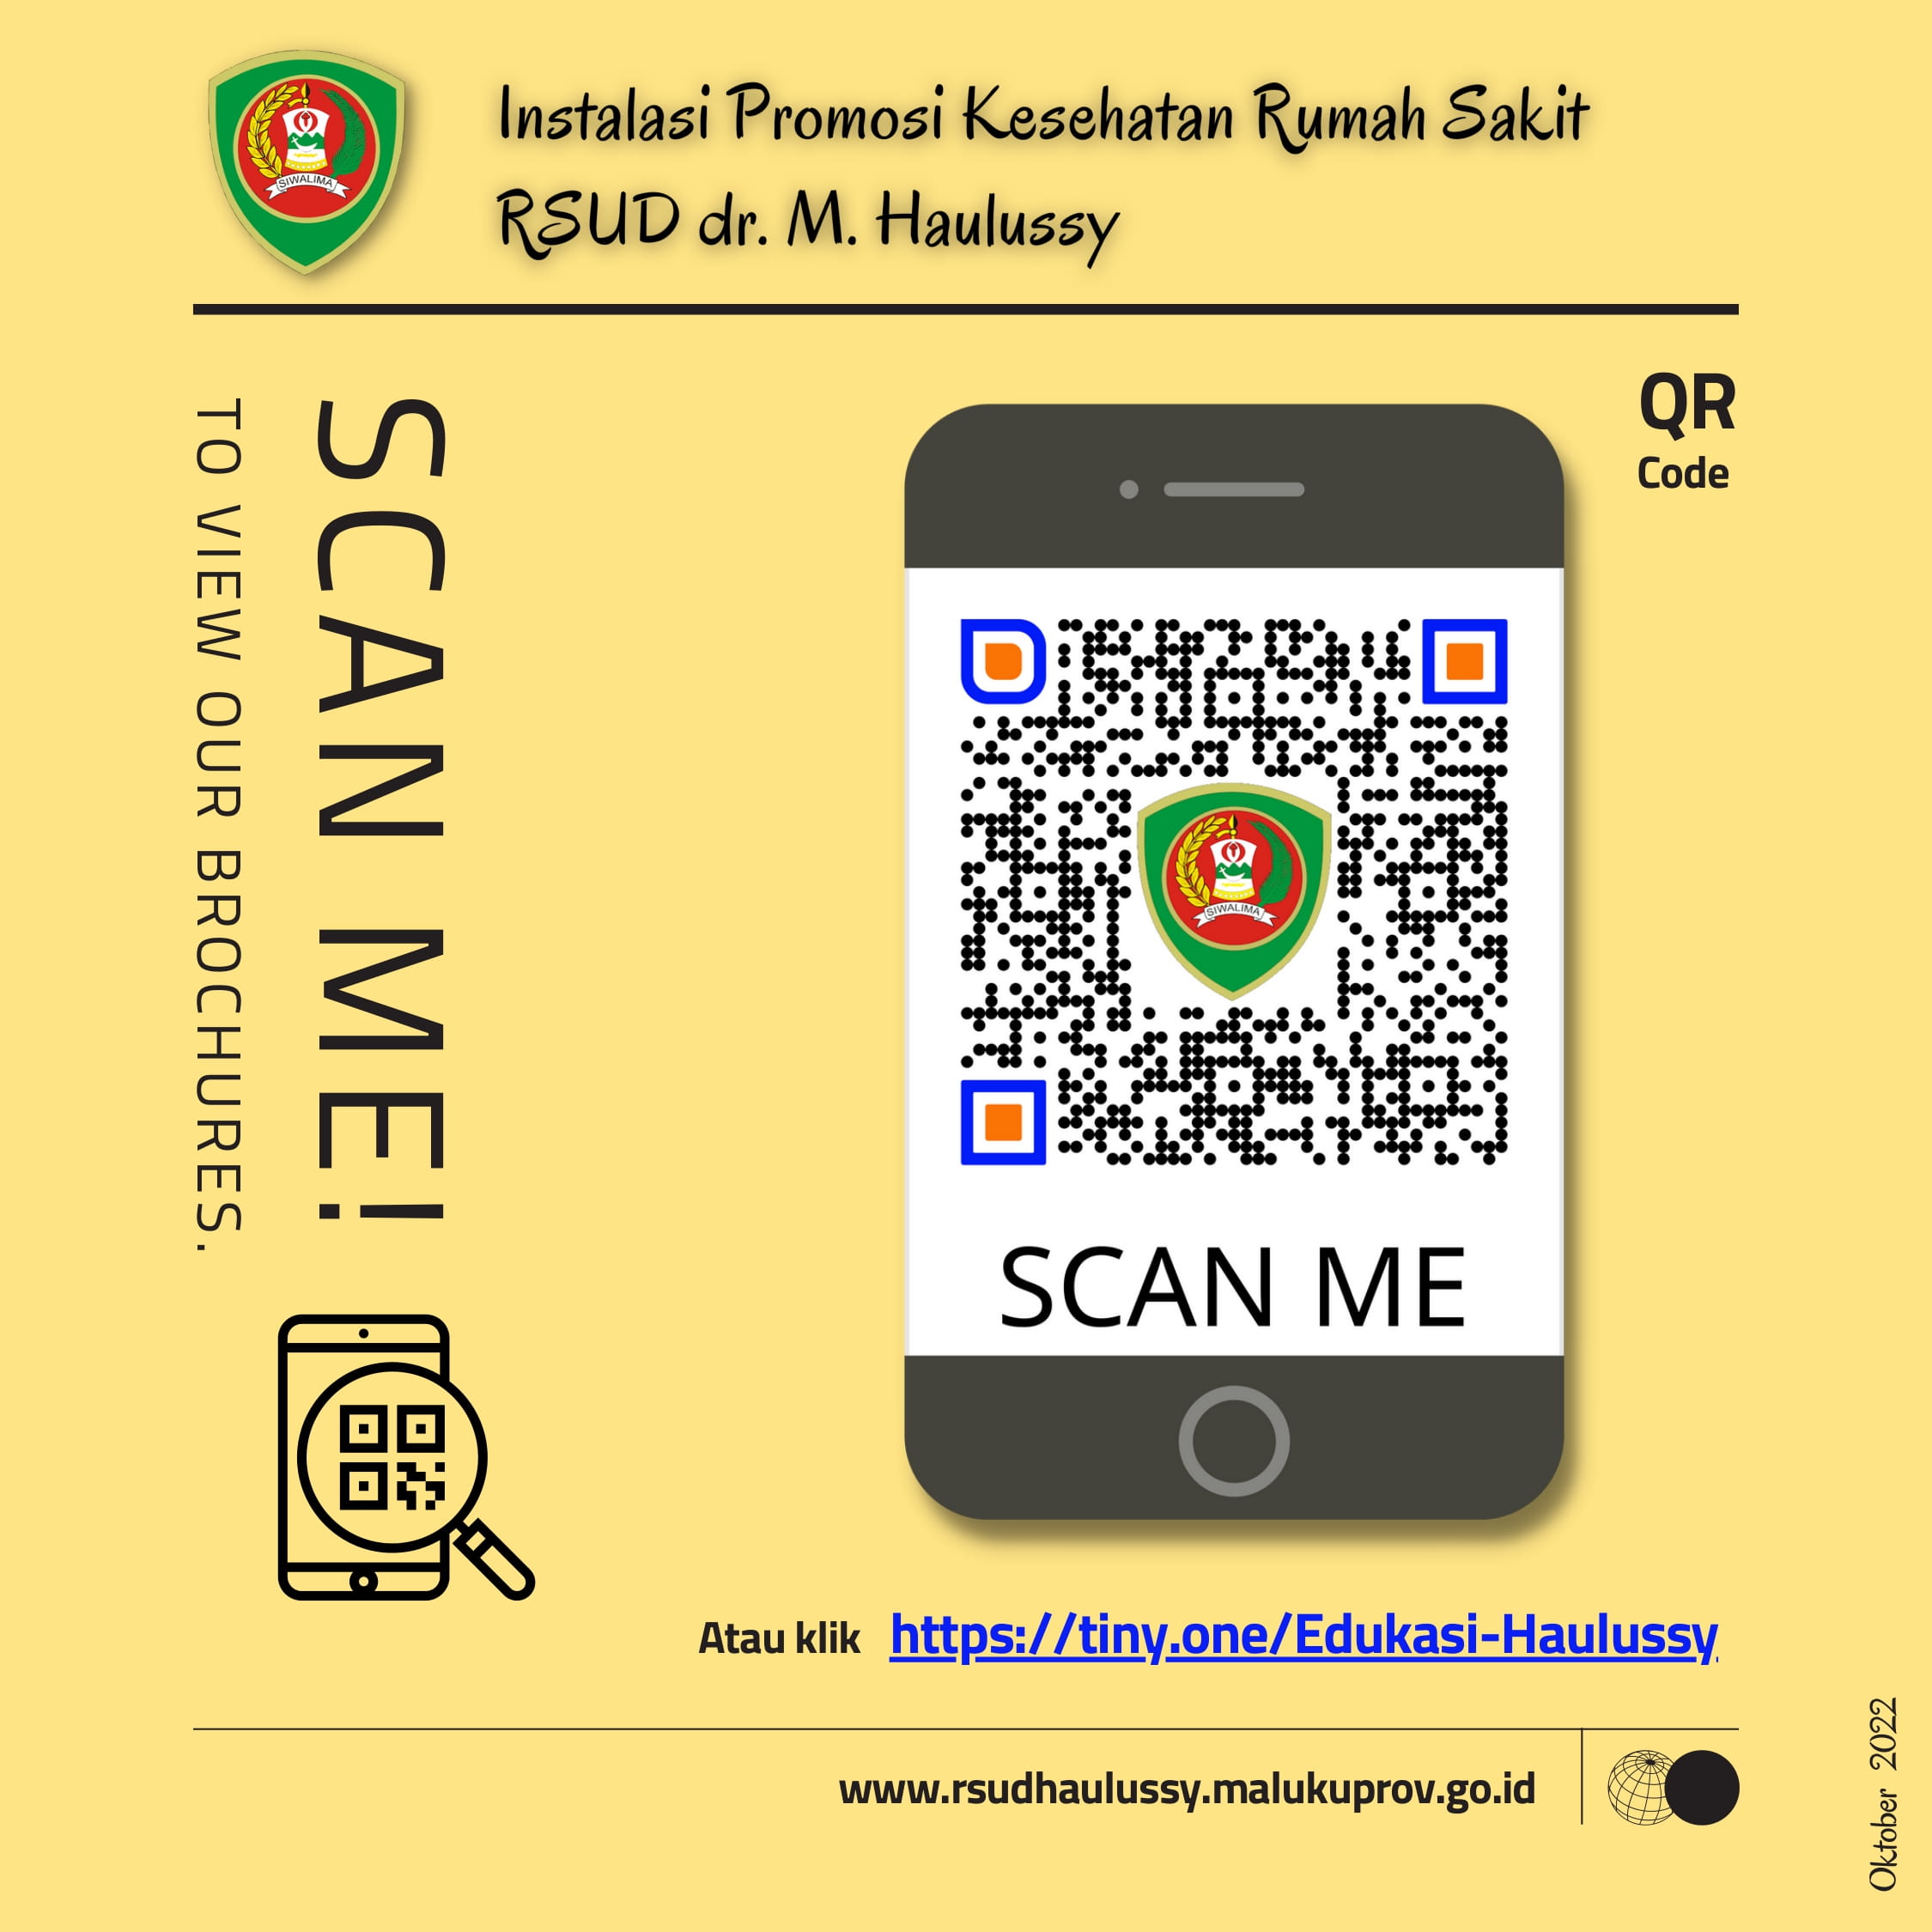 SIWALIMA
Instalasi Promosi Kesehatan Rumah Sakit
RSUD dr. M. Haulussy
QR
Code
SCAN ME!
TO VIEW OUR BROCHURES.
SIWALIMA
SCAN ME
Atau klik https://tiny.one/Edukasi-Haulussy
www.rsudhaulussy.malukuprov.go.id
Oktober 2022